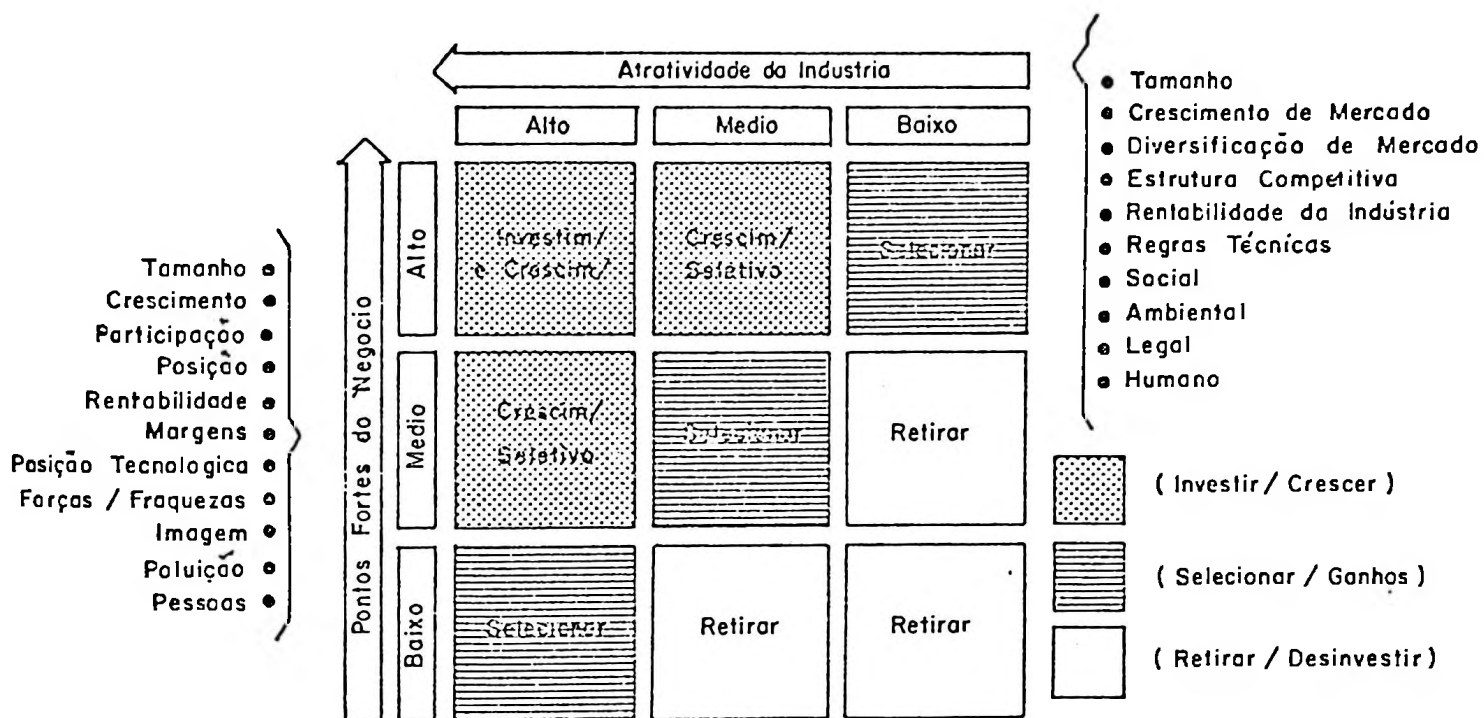 Atratividade da Industria
Alto
Medio
Baixo
Pontos Fortes do Negocio
Alto
Medio
Baixo
Investim/
e Crescim/
Crescim/
Seletivo
Selecionar
Crescim/
Seletivo
Selecionar
Retirar
Selecionar
Retirar
Retirar
Tamanho
Crescimento
Participação
Posição
Rentabilidade
Margens
Posição Tecnologica
Forças / Fraquezas
Imagem
Poluição
Pessoas
Tamanho
Crescimento de Mercado
Diversificação de Mercado
Estrutura Competitiva
Rentabilidade da Indústria
Regras Técnicas
Social
Ambiental
Legal
Humano
( Investir / Crescer )
( Selecionar / Ganhos )
( Retirar / Desinvestir )